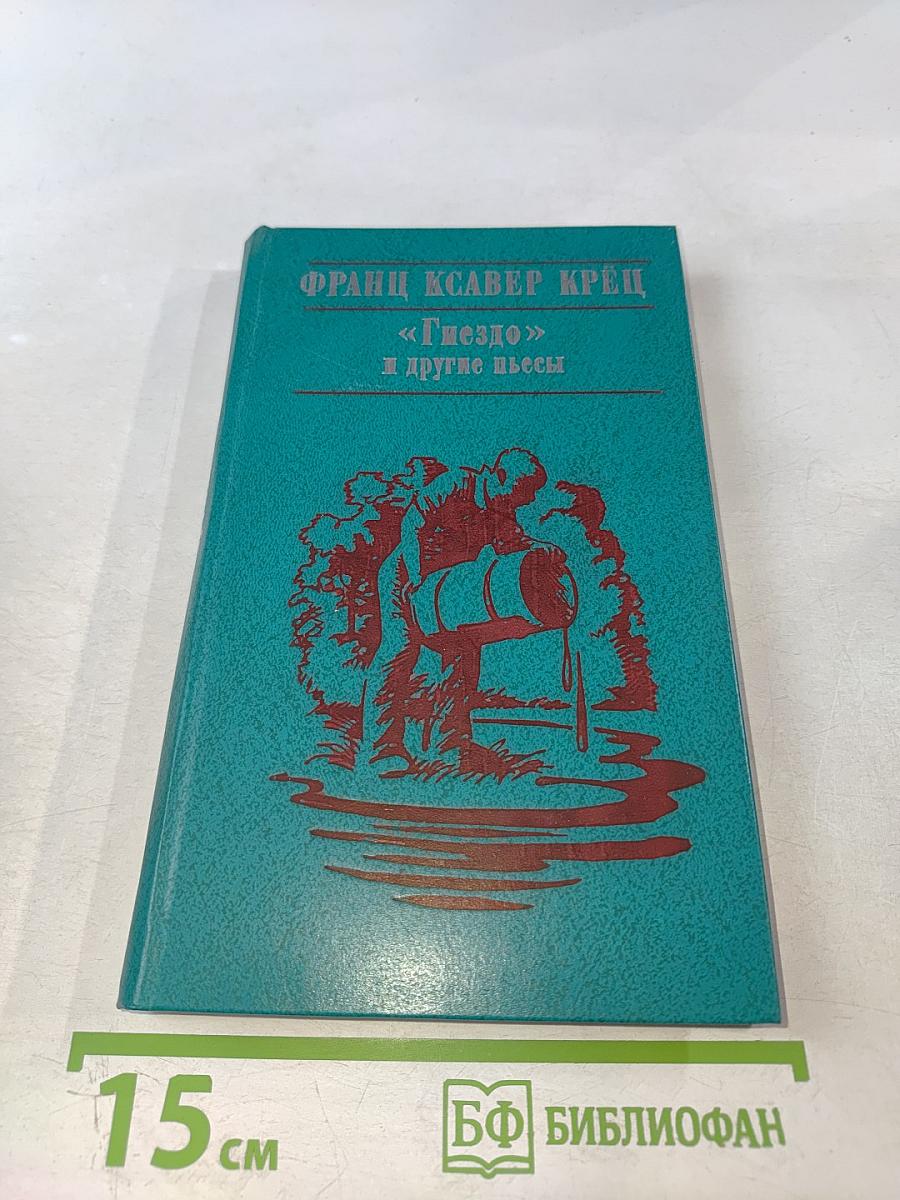 ФРАНЦ КСАВЕР КРЁЦ
«Гнездо»
и другие пьесы
15 см
БФ БИБЛИОФАН